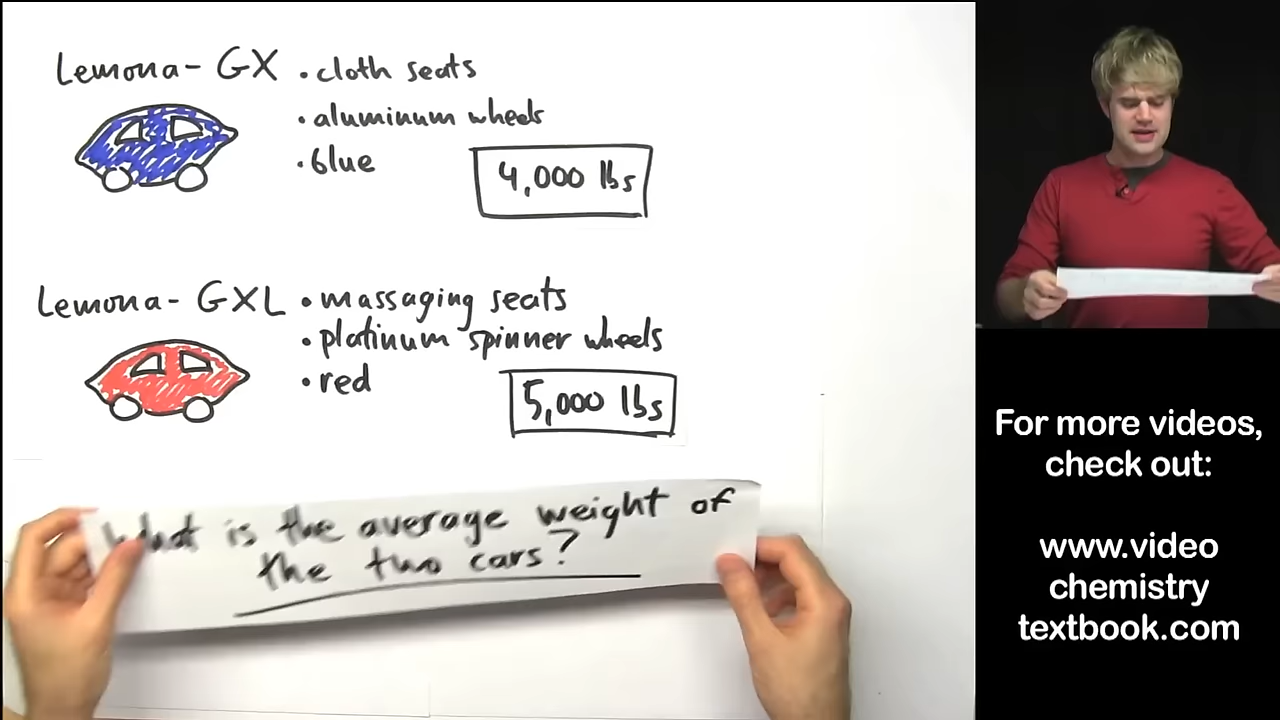 Lemona-GX
• cloth seats
• aluminum wheels
• blue
4,000 lbs
Lemona-GXL
• massaging seats
• platinum spinner wheels
• red
5,000 lbs
What is the average weight of
the two cars?
For more videos,
check out:
www.video
chemistry
textbook.com